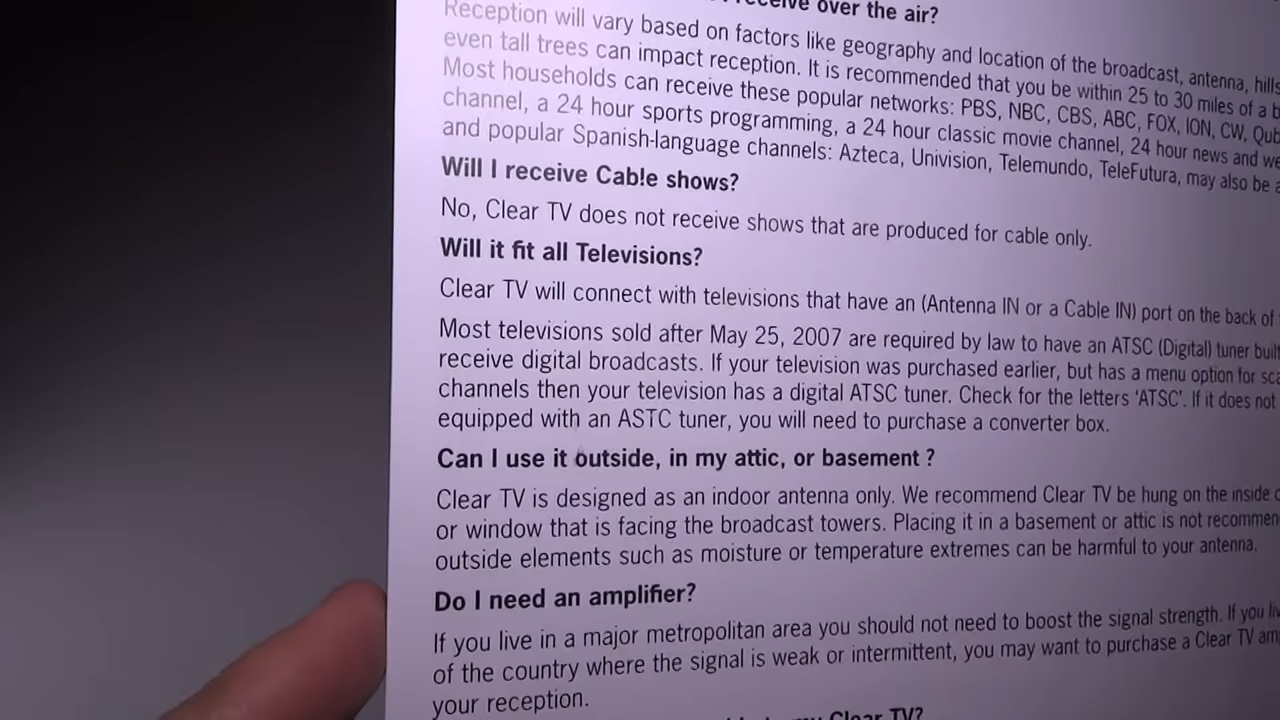 receive over the air?
Reception will vary based on factors like geography and location of the broadcast, antenna, hills
even tall trees can impact reception. It is recommended that you be within 25 to 30 miles of a b
Most households can receive these popular networks: PBS, NBC, CBS, ABC, FOX, ION, CW, Qub
channel, a 24 hour sports programming, a 24 hour classic movie channel, 24 hour news and we
and popular Spanish-language channels: Azteca, Univision, Telemundo, TeleFutura, may also be a
Will I receive Cable shows?
No, Clear TV does not receive shows that are produced for cable only.
Will it fit all Televisions?
Clear TV will connect with televisions that have an (Antenna IN or a Cable IN) port on the back of
Most televisions sold after May 25, 2007 are required by law to have an ATSC (Digital) tuner built
receive digital broadcasts. If your television was purchased earlier, but has a menu option for sca
channels then your television has a digital ATSC tuner. Check for the letters 'ATSC'. If it does not
equipped with an ASTC tuner, you will need to purchase a converter box.
Can I use it outside, in my attic, or basement ?
Clear TV is designed as an indoor antenna only. We recommend Clear TV be hung on the inside o
or window that is facing the broadcast towers. Placing it in a basement or attic is not recommen
outside elements such as moisture or temperature extremes can be harmful to your antenna.
Do I need an amplifier?
If you live in a major metropolitan area you should not need to boost the signal strength. If you li
of the country where the signal is weak or intermittent, you may want to purchase a Clear TV am
your reception.
my Clear TV?